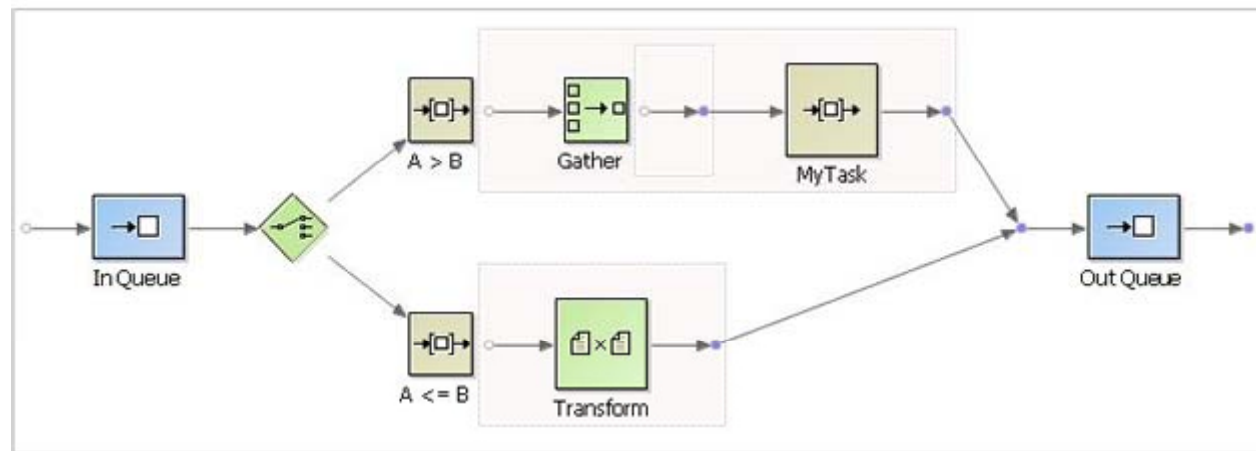 A > B
Gather
MyTask
In Queue
Out Queue
A <= B
Transform